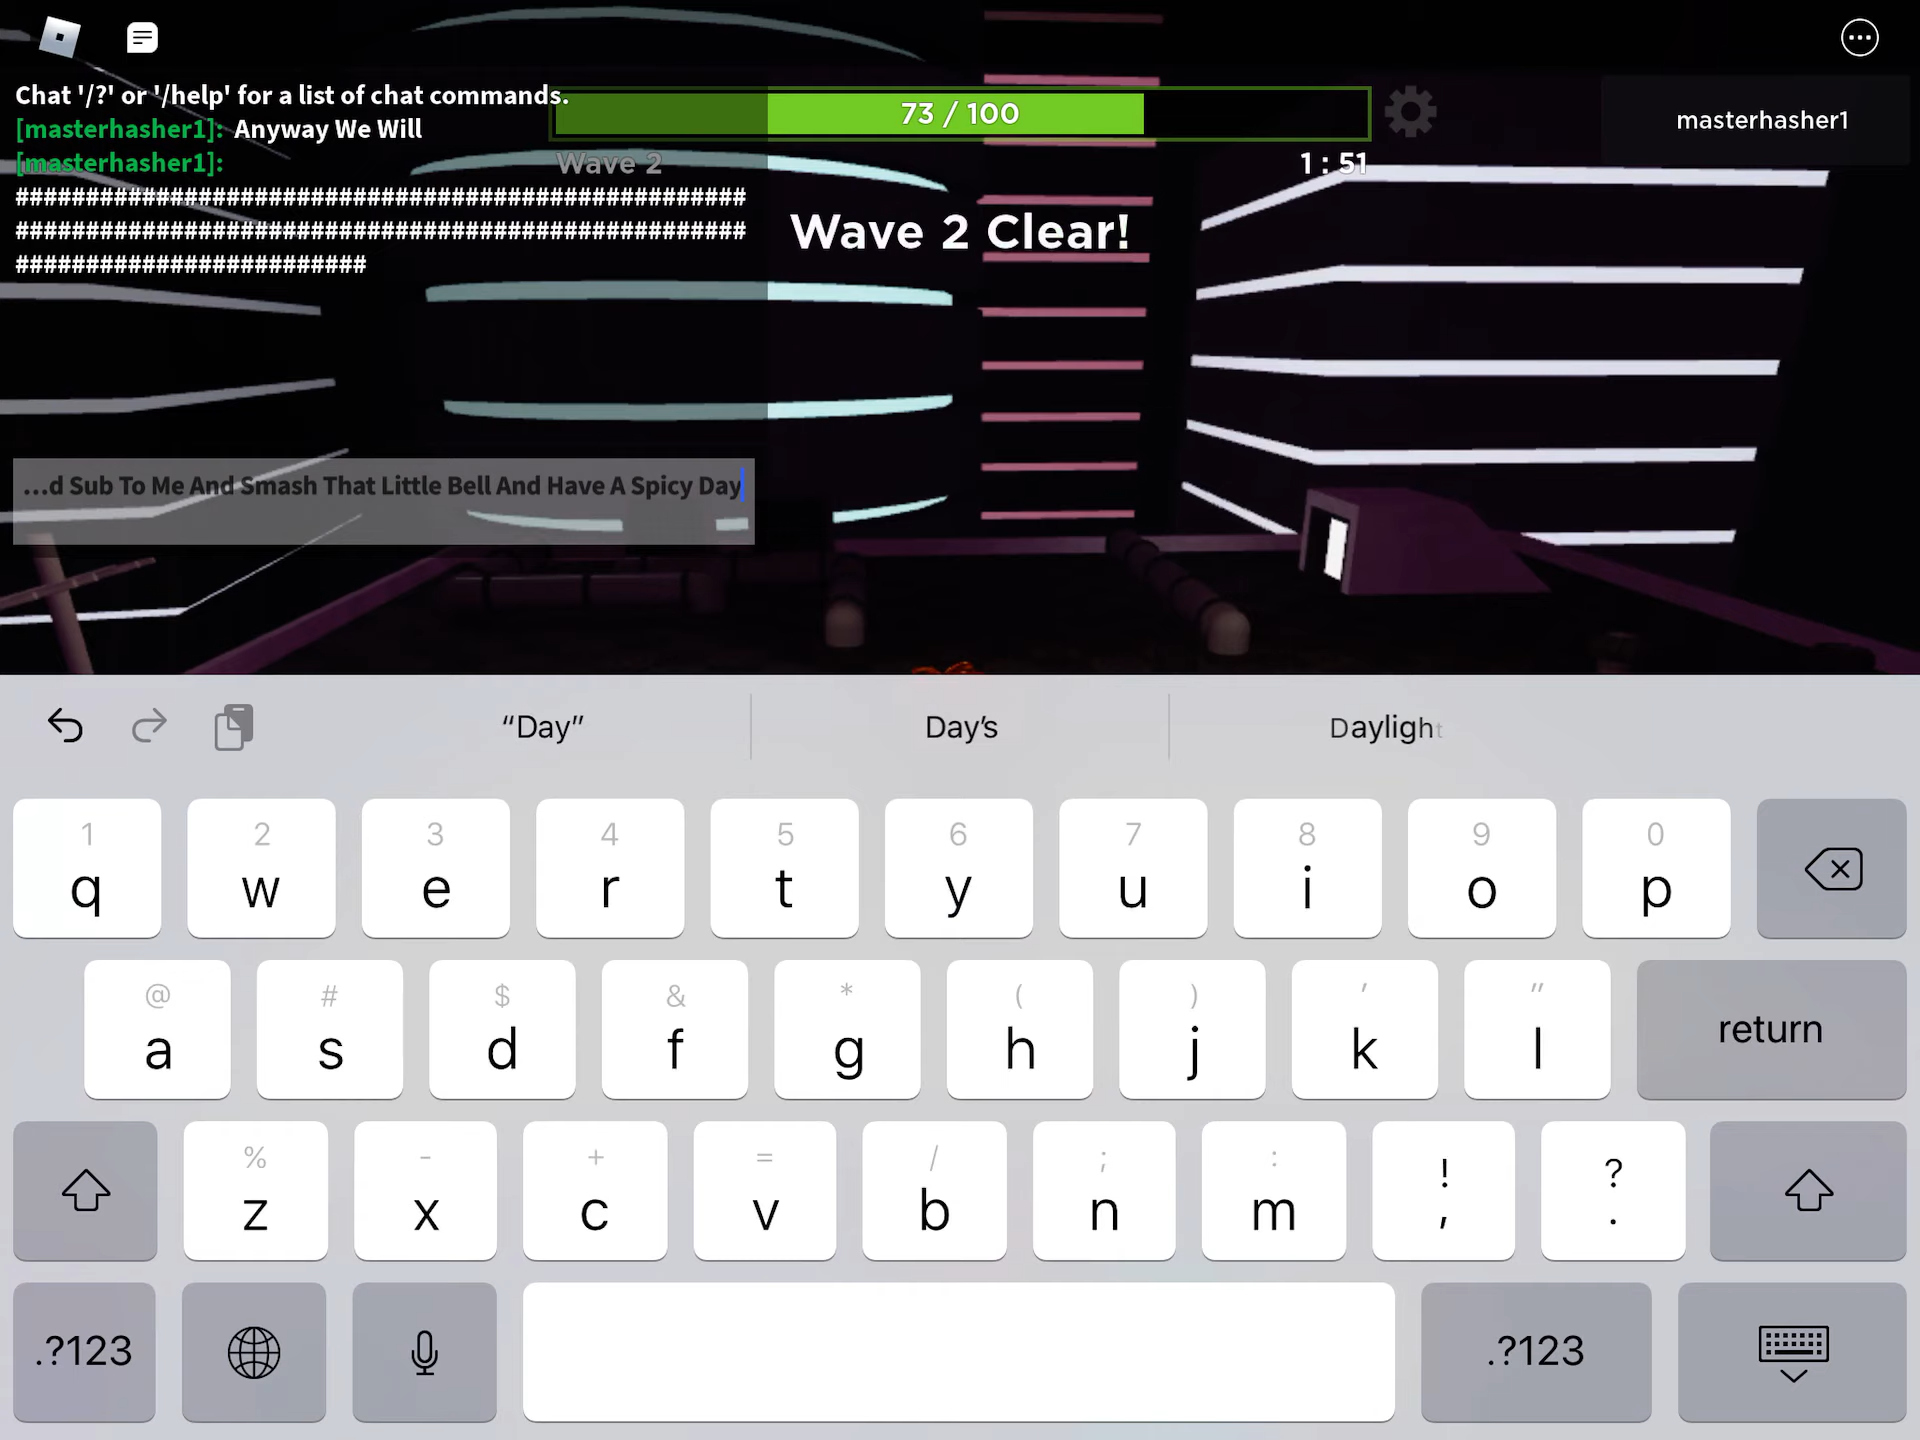 Chat '/?' or '/help' for a list of chat commands.
[masterhasher1]: Anyway We Will
[masterhasher1]:
####################################################
####################################################
#########################
73 / 100
masterhasher1
Wave 2
1 : 51
Wave 2 Clear!
...d Sub To Me And Smash That Little Bell And Have A Spicy Day
“Day”
Day’s
Daylight
1 2 3 4 5 6 7 8 9 0
q w e r t y u i o p
@ # $ & * ( ) ' "
a s d f g h j k l return
% - + = / ; : ! ?
z x c v b n m , .
.?123 .?123